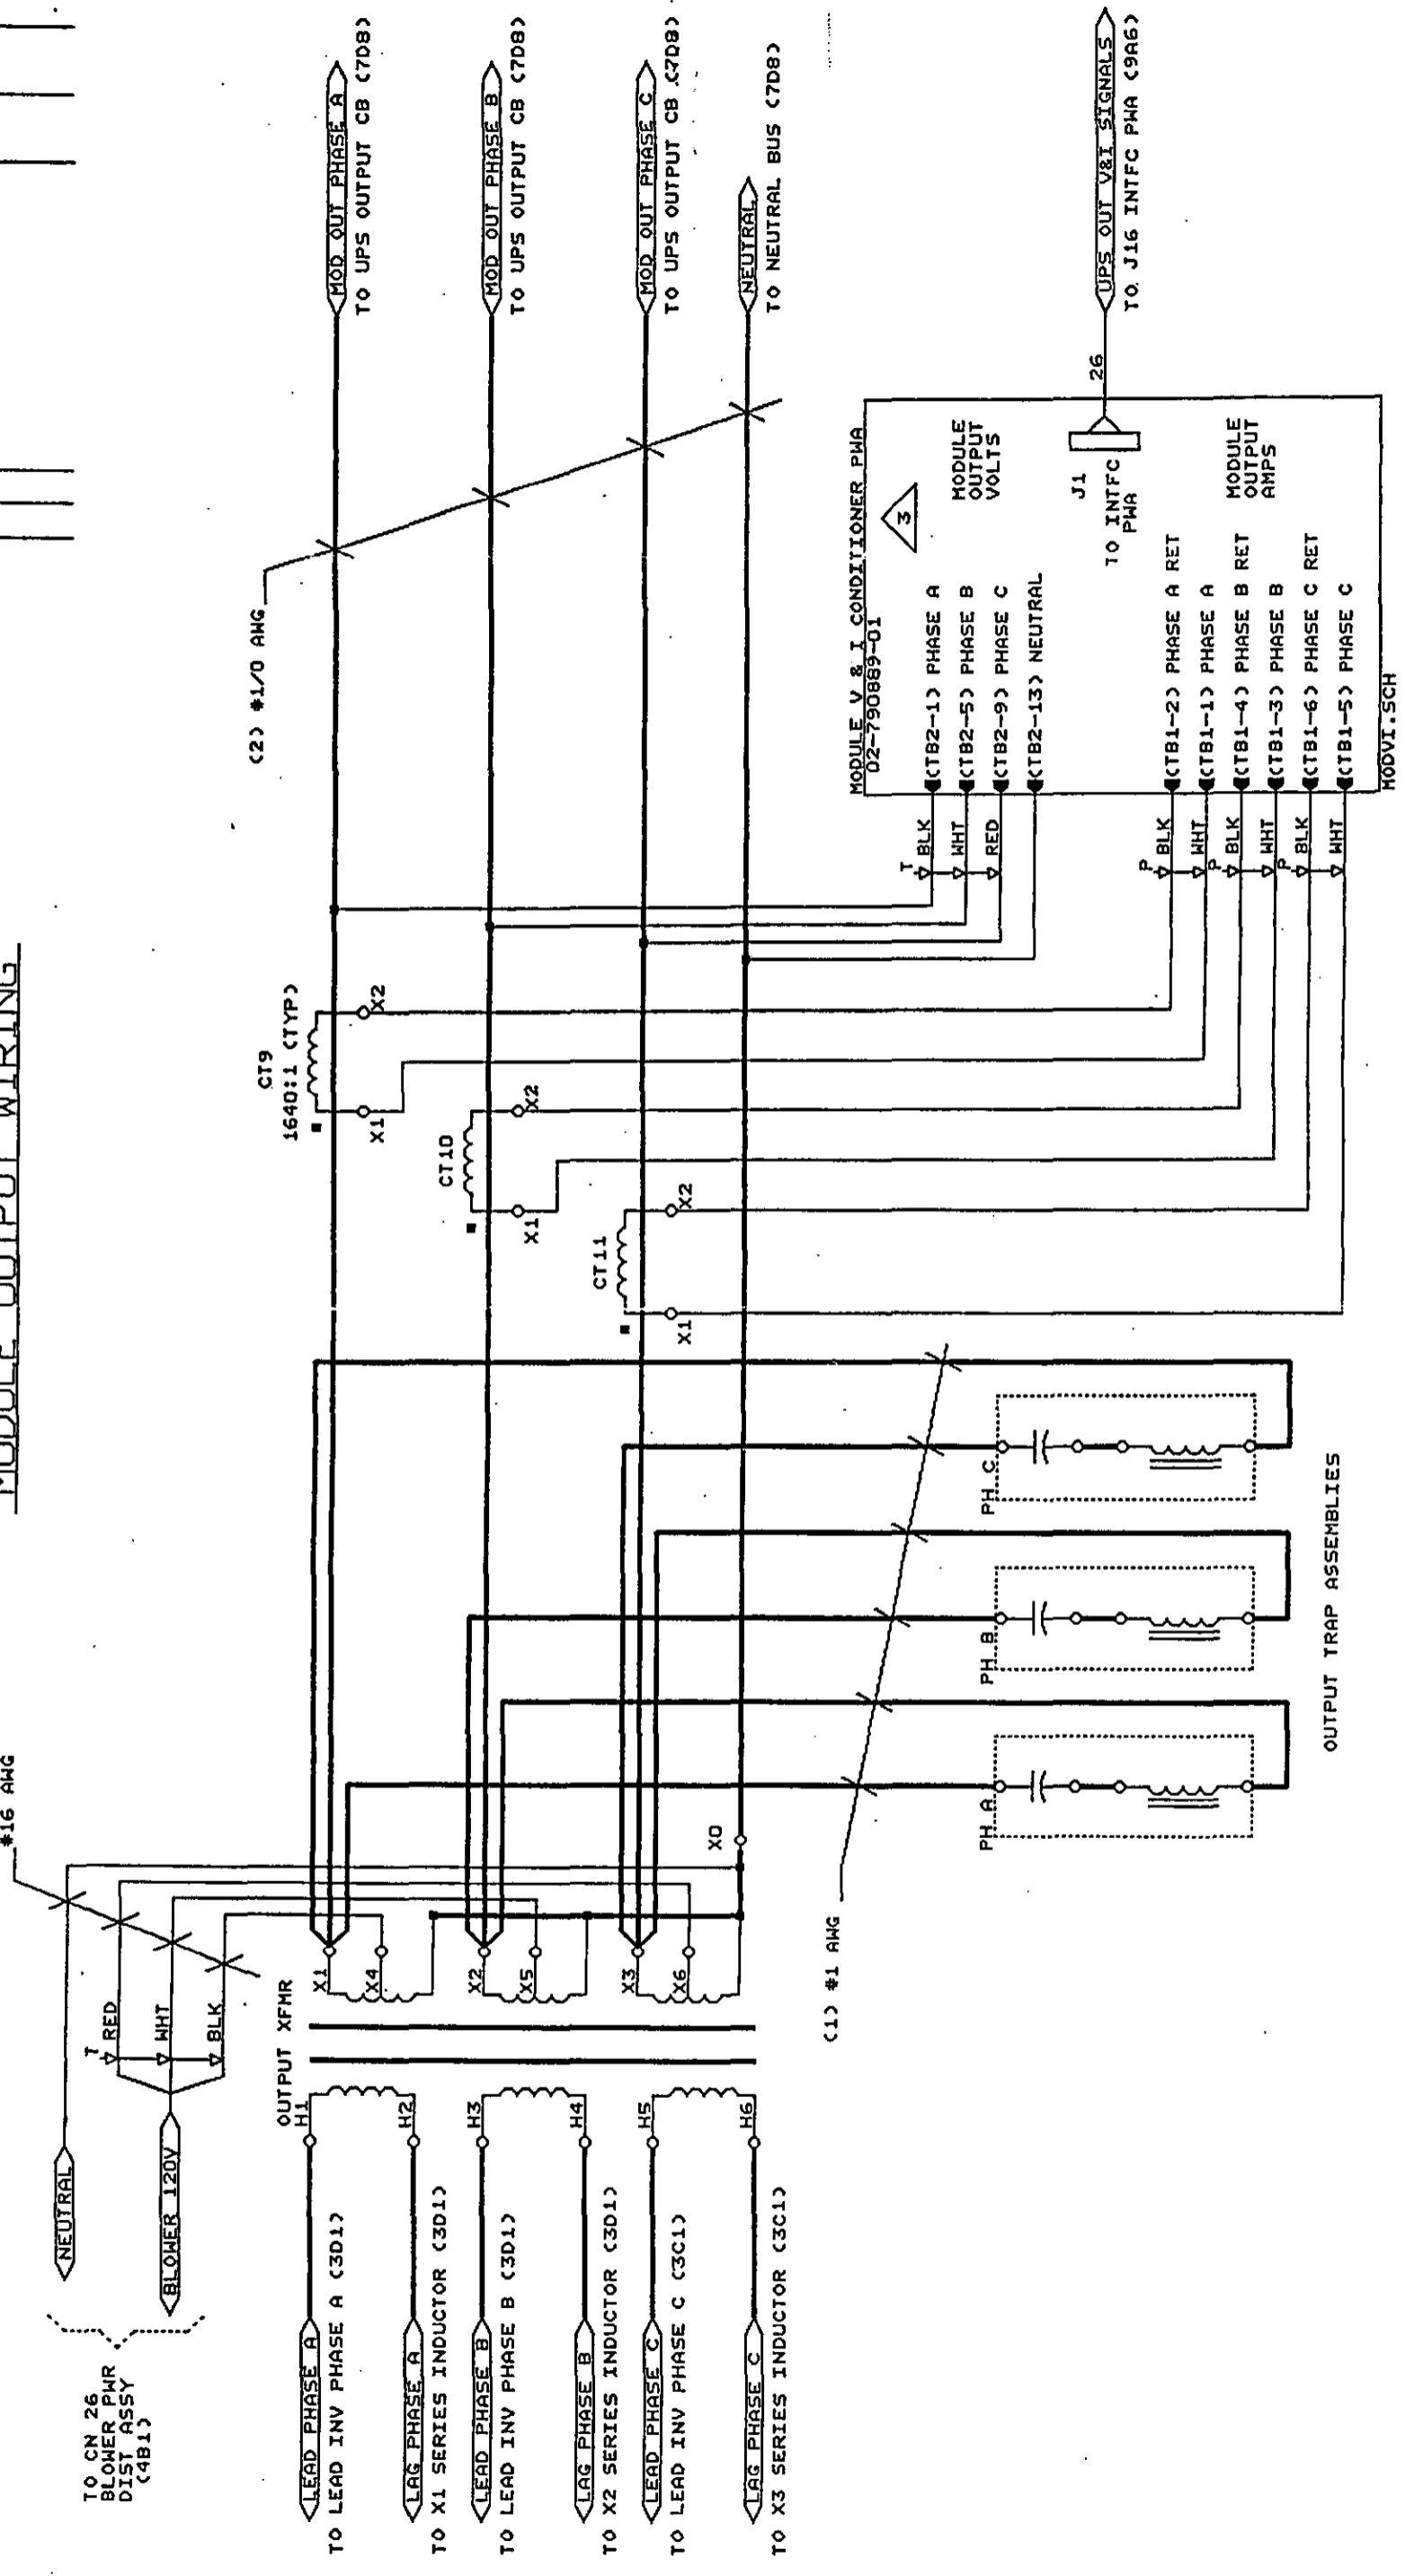 MODULE OUTPUT WIRING
#16 AWG
TO CN 26
BLOWER PWR
DIST ASSY
(4B1)
NEUTRAL
BLOWER 120V
T
RED
WHT
BLK
OUTPUT XFMR
LEAD PHASE A
TO LEAD INV PHASE A (3D1)
LAG PHASE A
TO X1 SERIES INDUCTOR (3D1)
LEAD PHASE B
TO LEAD INV PHASE B (3D1)
LAG PHASE B
TO X2 SERIES INDUCTOR (3D1)
LEAD PHASE C
TO LEAD INV PHASE C (3C1)
LAG PHASE C
TO X3 SERIES INDUCTOR (3C1)
H1
H2
H3
H4
H5
H6
X1
X4
X2
X5
X3
X6
X0
(1) #1 AWG
PH A
PH B
PH C
OUTPUT TRAP ASSEMBLIES
CT9
1640:1 (TYP)
X1
X2
CT10
X1
X2
CT11
X1
X2
(2) #1/0 AWG
MOD OUT PHASE A
TO UPS OUTPUT CB (7D8)
MOD OUT PHASE B
TO UPS OUTPUT CB (7D8)
MOD OUT PHASE C
TO UPS OUTPUT CB (7D8)
NEUTRAL
TO NEUTRAL BUS (7D8)
MODULE V & I CONDITIONER PWA
02-790889-01
3
T
BLK
(TB2-1) PHASE A
WHT
(TB2-5) PHASE B
RED
(TB2-9) PHASE C
(TB2-13) NEUTRAL
MODULE
OUTPUT
VOLTS
J1
TO INTFC
PWA
26
UPS OUT V&I SIGNALS
TO J16 INTFC PWA (9A6)
P
BLK
(TB1-2) PHASE A RET
WHT
(TB1-1) PHASE A
P
BLK
(TB1-4) PHASE B RET
WHT
(TB1-3) PHASE B
P
BLK
(TB1-6) PHASE C RET
WHT
(TB1-5) PHASE C
MODULE
OUTPUT
AMPS
MODVI.SCH